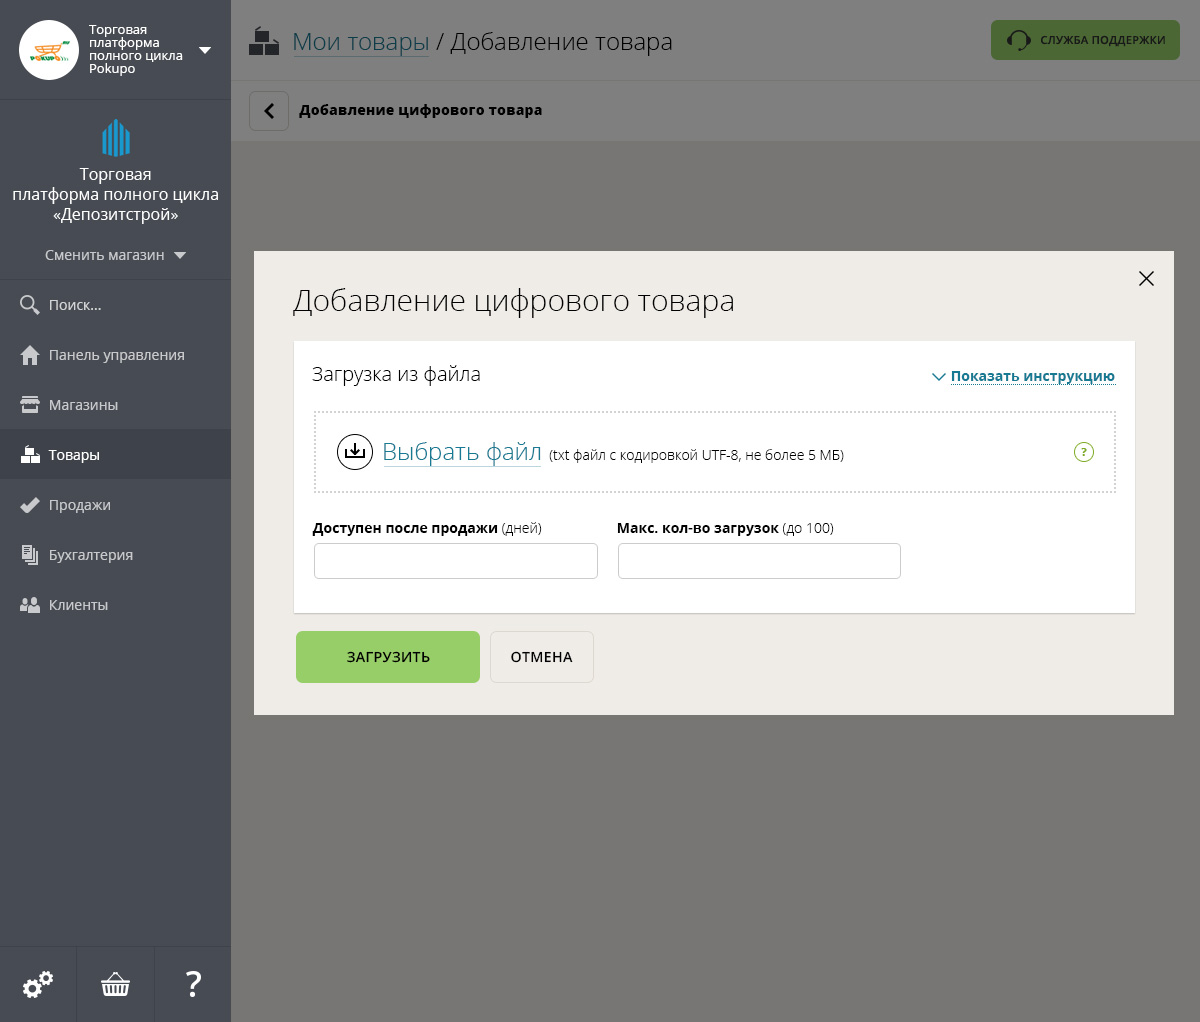 Торговая
платформа
полного цикла
Pokupo
POKUPO
Торговая
платформа полного цикла
«Депозитстрой»
Сменить магазин
Поиск...
Панель управления
Магазины
Товары
Продажи
Бухгалтерия
Клиенты
?
Мои товары / Добавление товара
СЛУЖБА ПОДДЕРЖКИ
Добавление цифрового товара
Добавление цифрового товара
Загрузка из файла
Показать инструкцию
Выбрать файл (txt файл с кодировкой UTF-8, не более 5 МБ)
?
Доступен после продажи (дней)
Макс. кол-во загрузок (до 100)
ЗАГРУЗИТЬ
ОТМЕНА